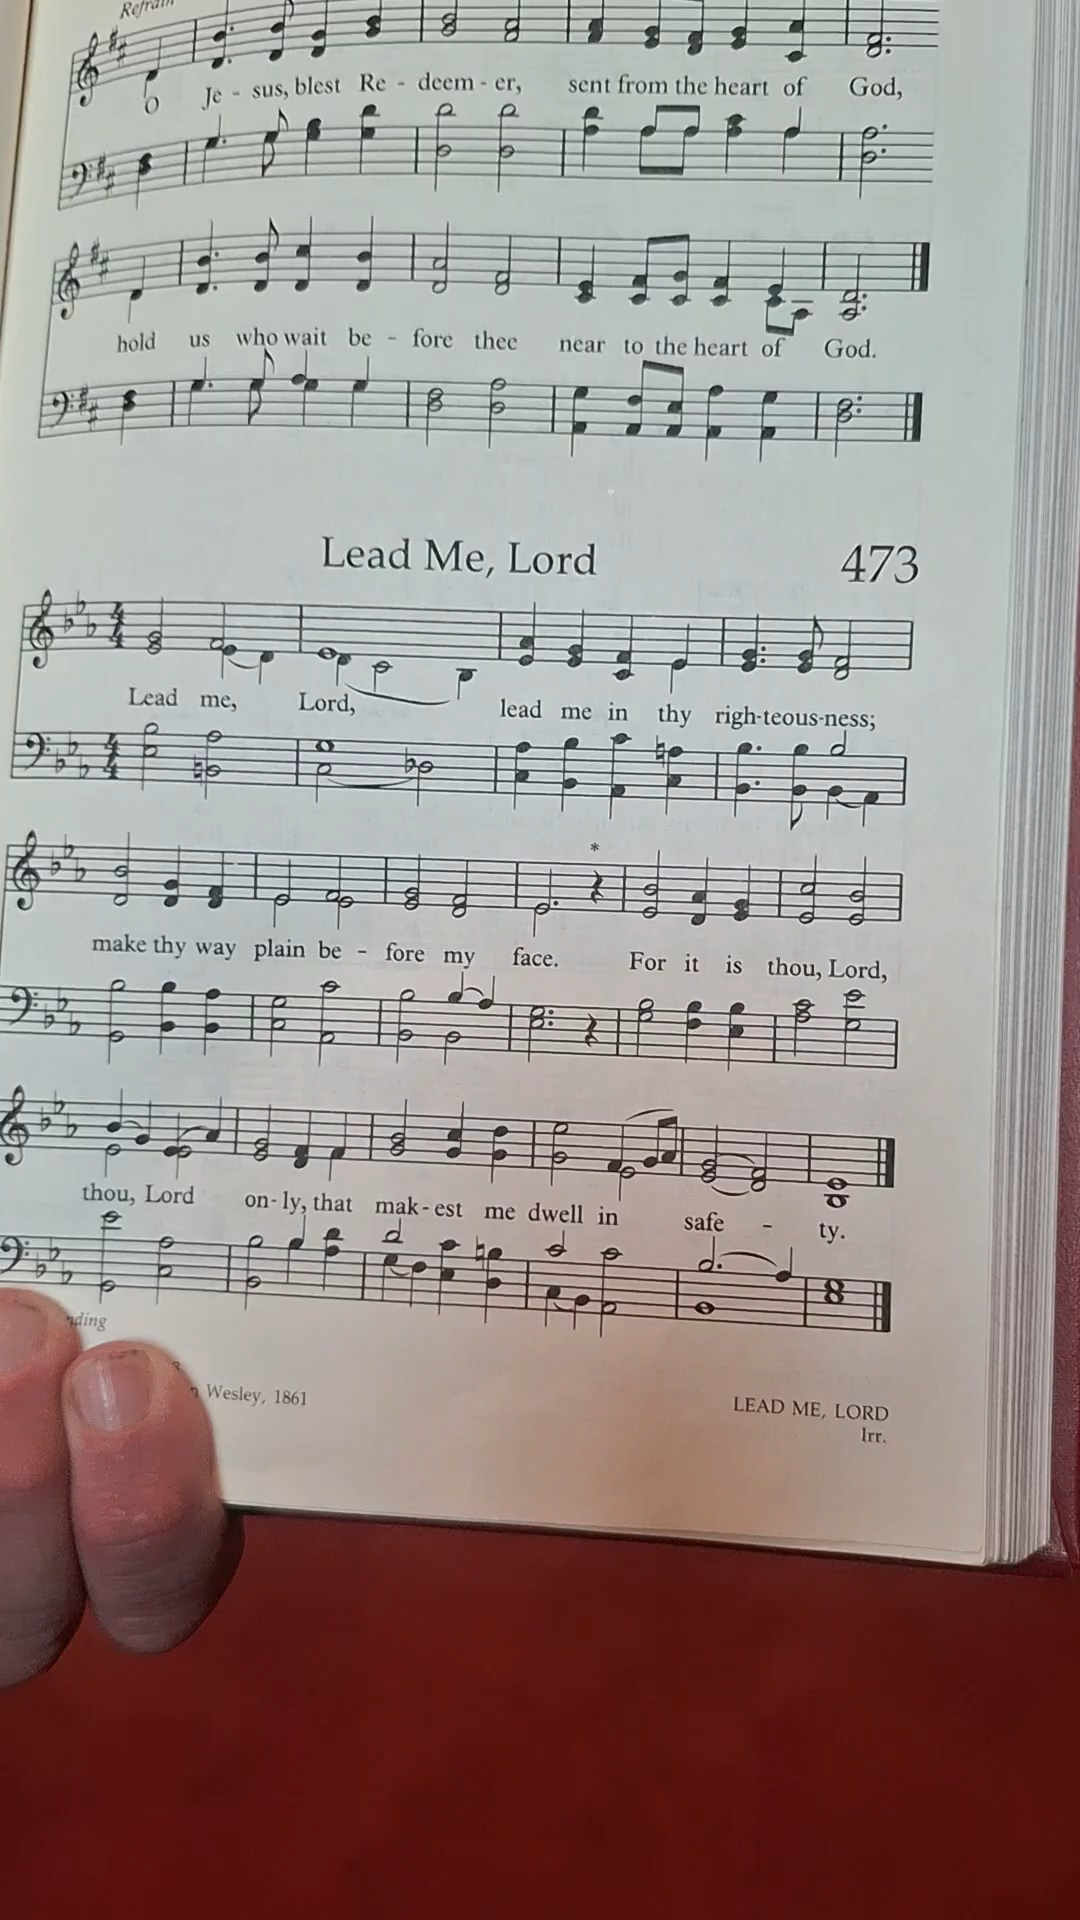 Refrain
O Je - sus, blest Re - deem - er, sent from the heart of God,
hold us who wait be - fore thee near to the heart of God.
Lead Me, Lord 473
Lead me, Lord, lead me in thy righ-teous-ness;
*
make thy way plain be - fore my face. For it is thou, Lord,
thou, Lord on-ly, that mak-est me dwell in safe - ty.
Wesley, 1861
LEAD ME, LORD
Irr.